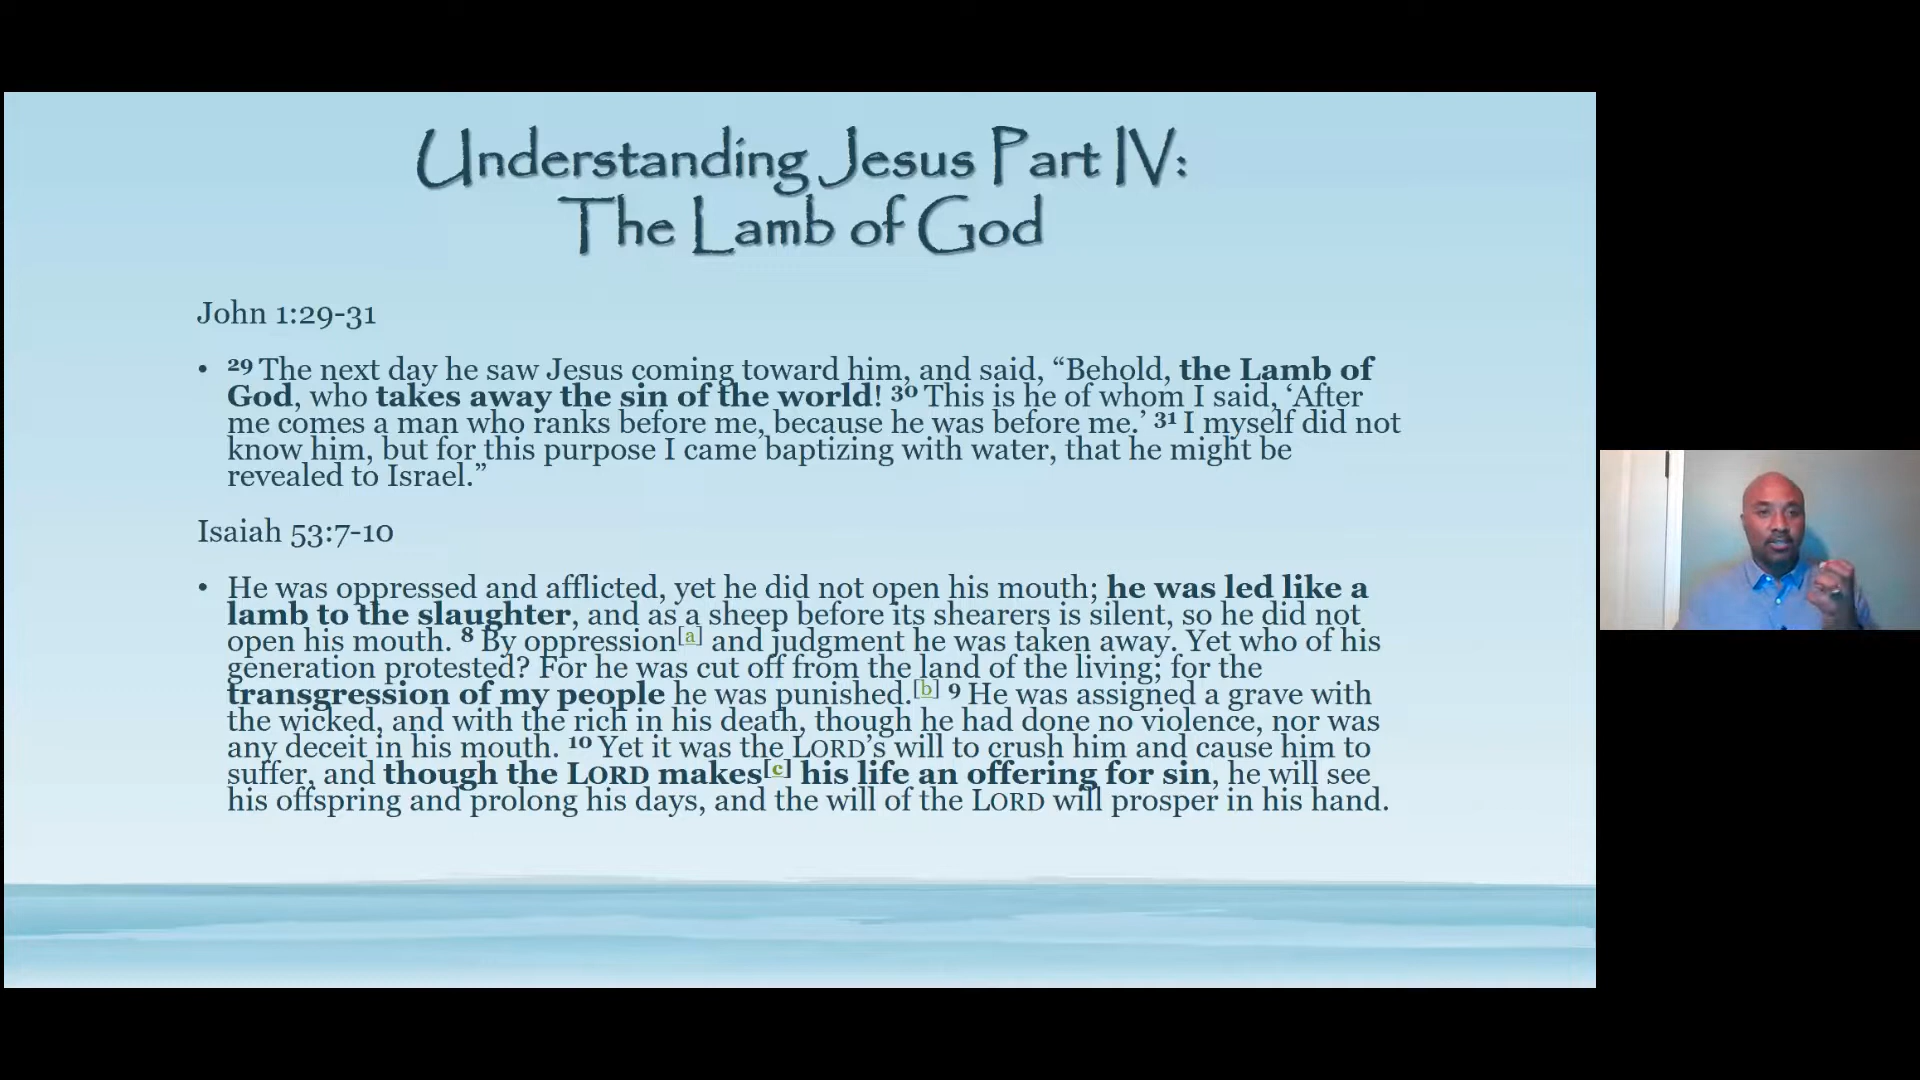 Understanding Jesus Part IV:
The Lamb of God
John 1:29-31
• 29 The next day he saw Jesus coming toward him, and said, “Behold, the Lamb of
God, who takes away the sin of the world! 30 This is he of whom I said, ‘After
me comes a man who ranks before me, because he was before me.’ 31 I myself did not
know him, but for this purpose I came baptizing with water, that he might be
revealed to Israel.”
Isaiah 53:7-10
• He was oppressed and afflicted, yet he did not open his mouth; he was led like a
lamb to the slaughter, and as a sheep before its shearers is silent, so he did not
open his mouth. 8 By oppression[a] and judgment he was taken away. Yet who of his
generation protested? For he was cut off from the land of the living; for the
transgression of my people he was punished.[b] 9 He was assigned a grave with
the wicked, and with the rich in his death, though he had done no violence, nor was
any deceit in his mouth. 10 Yet it was the LORD’s will to crush him and cause him to
suffer, and though the LORD makes[c] his life an offering for sin, he will see
his offspring and prolong his days, and the will of the LORD will prosper in his hand.